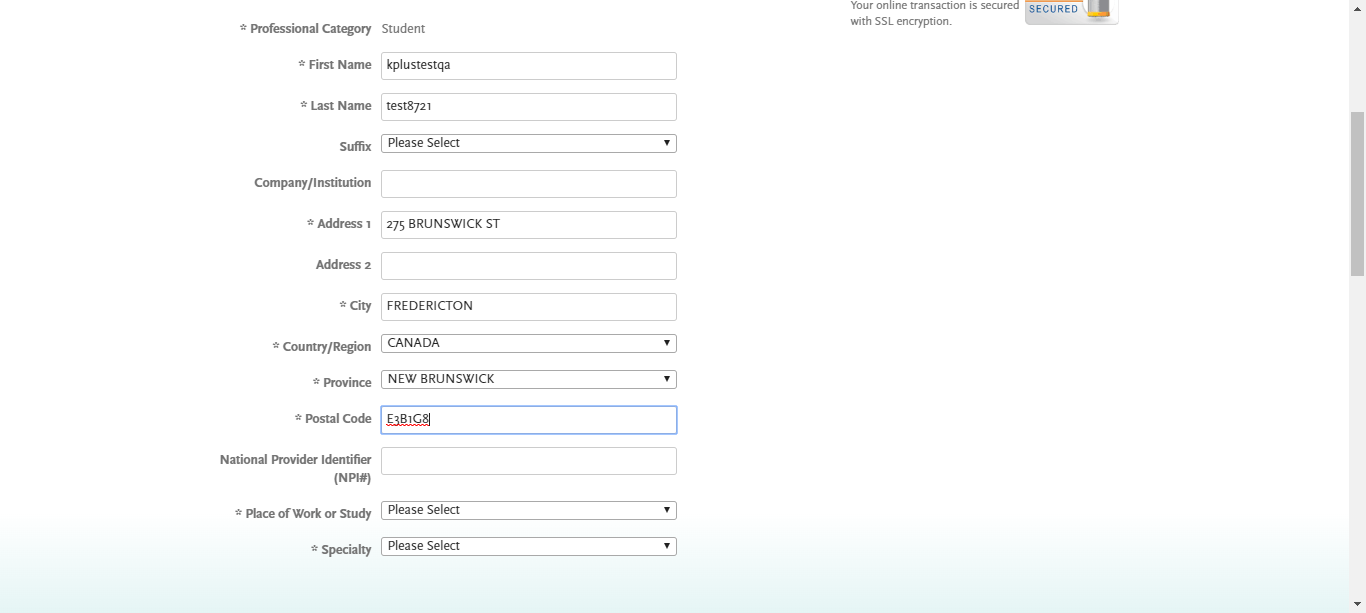 Your online transaction is secured
with SSL encryption.
SECURED
* Professional Category Student
* First Name kplustestqa
* Last Name test8721
Suffix Please Select
Company/Institution
* Address 1 275 BRUNSWICK ST
Address 2
* City FREDERICTON
* Country/Region CANADA
* Province NEW BRUNSWICK
* Postal Code E3B1G8
National Provider Identifier
(NPI#)
* Place of Work or Study Please Select
* Specialty Please Select